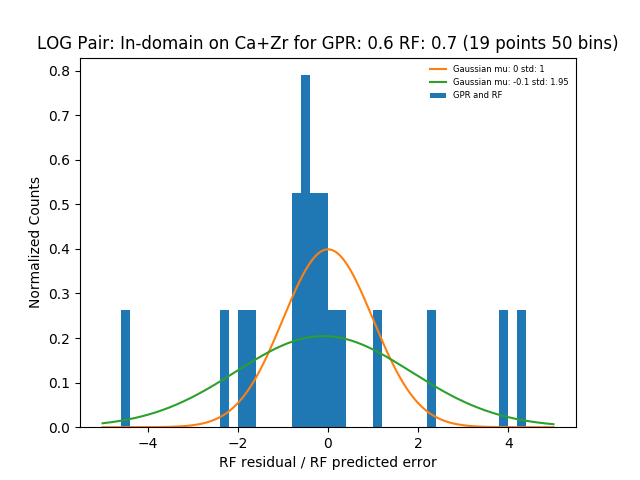 LOG Pair: In-domain on Ca+Zr for GPR: 0.6 RF: 0.7 (19 points 50 bins)
Gaussian mu: 0 std: 1
Gaussian mu: -0.1 std: 1.95
GPR and RF
0.8
0.7
0.6
0.5
0.4
0.3
0.2
0.1
0.0
Normalized Counts
−4 −2 0 2 4
RF residual / RF predicted error